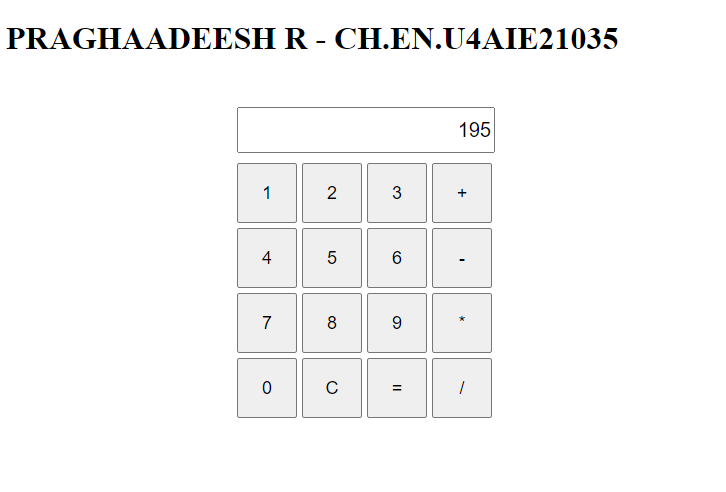 PRAGHAADEESH R - CH.EN.U4AIE21035
195
1 2 3 +
4 5 6 -
7 8 9 *
0 C = /